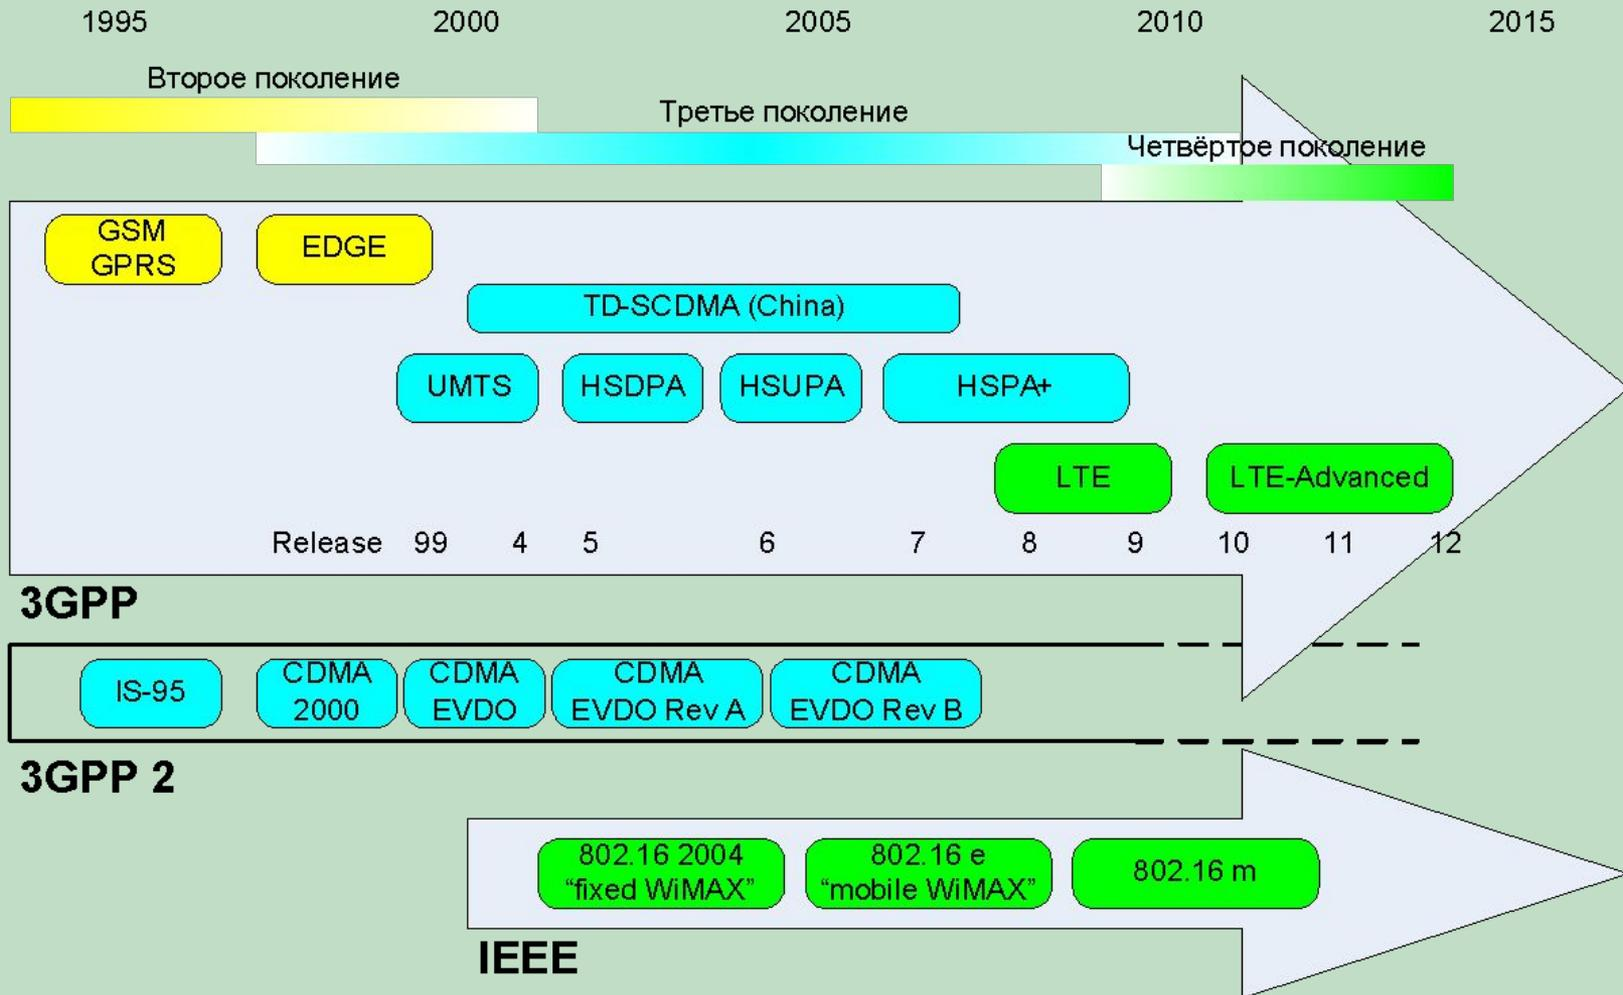 1995 2000 2005 2010 2015
Второе поколение
Третье поколение
Четвёртое поколение
GSM
GPRS
EDGE
TD-SCDMA (China)
UMTS HSDPA HSUPA HSPA+
LTE LTE-Advanced
Release 99 4 5 6 7 8 9 10 11 12
3GPP
IS-95
CDMA
2000
CDMA
EVDO
CDMA
EVDO Rev A
CDMA
EVDO Rev B
3GPP 2
802.16 2004
“fixed WiMAX”
802.16 e
“mobile WiMAX”
802.16 m
IEEE